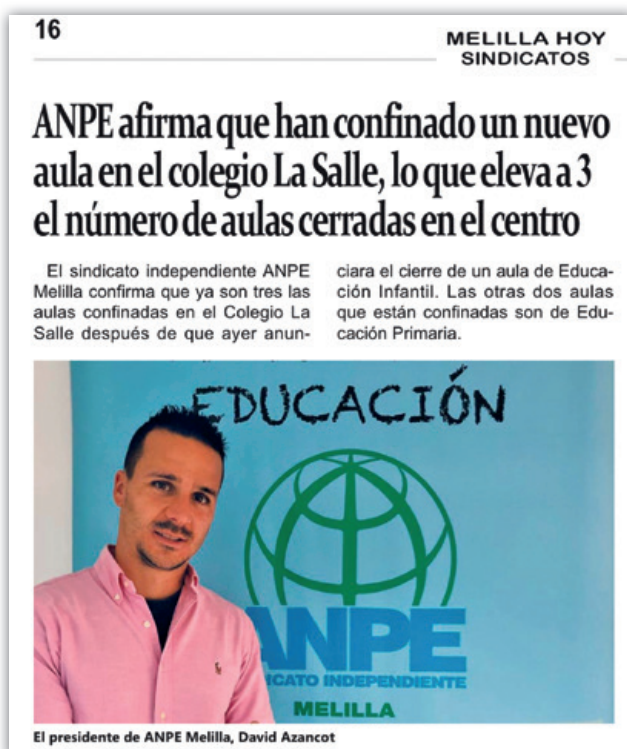 16
MELILLA HOY
SINDICATOS
ANPE afirma que han confinado un nuevo
aula en el colegio La Salle, lo que eleva a 3
el número de aulas cerradas en el centro
El sindicato independiente ANPE
Melilla confirma que ya son tres las
aulas confinadas en el Colegio La
Salle después de que ayer anun-
ciara el cierre de un aula de Educa-
ción Infantil. Las otras dos aulas
que están confinadas son de Edu-
cación Primaria.
EDUCACIÓN
ANPE
ICATO INDEPENDIENTE
MELILLA
El presidente de ANPE Melilla, David Azancot